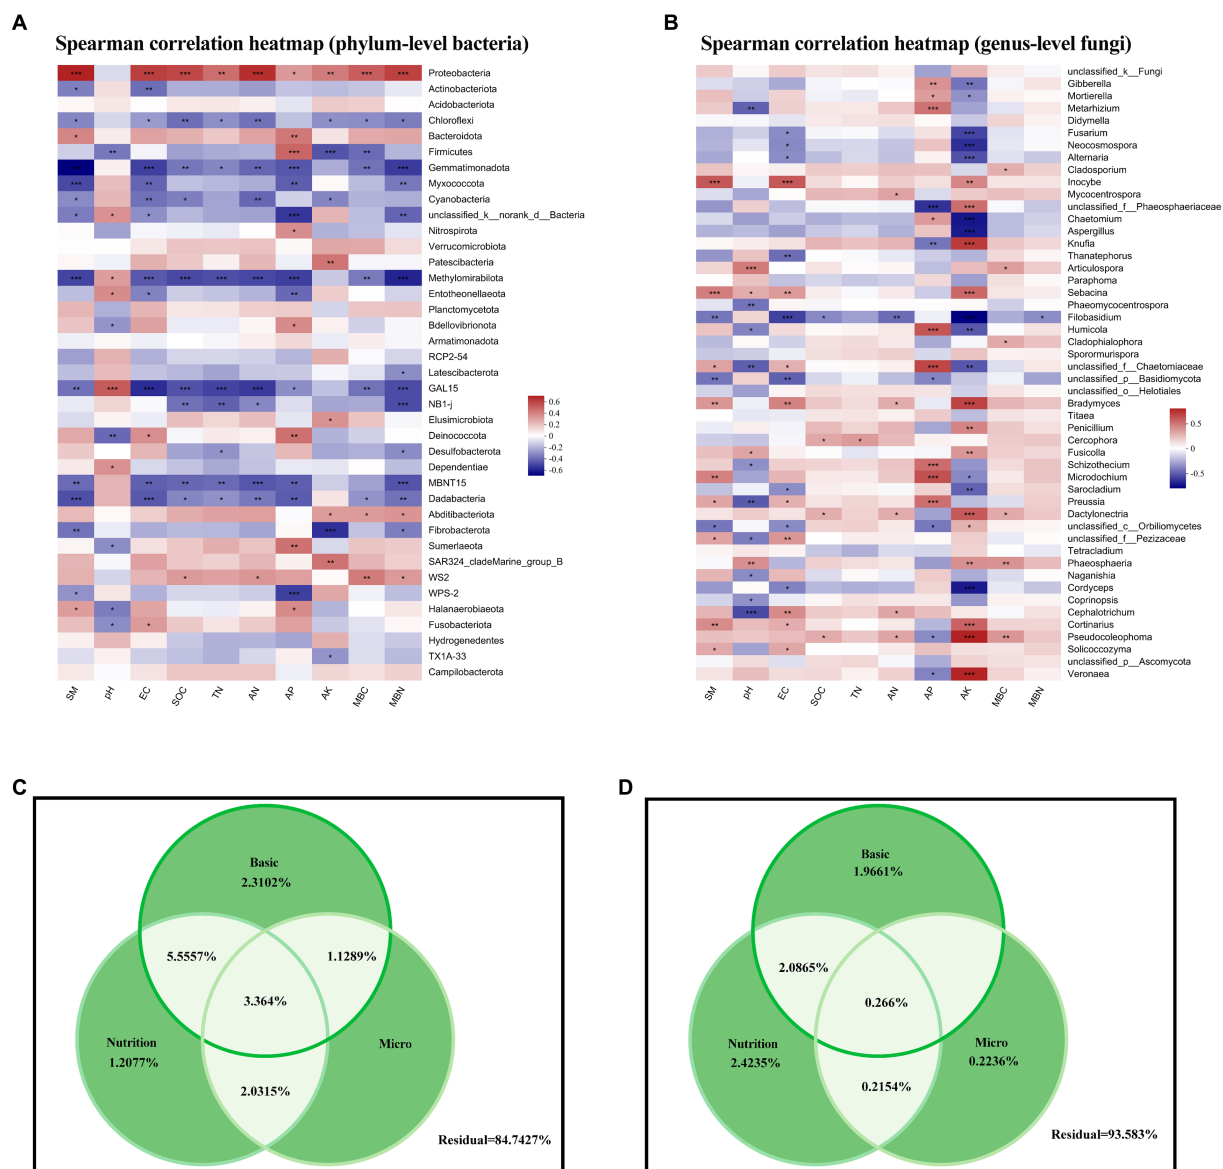 A
Spearman correlation heatmap (phylum-level bacteria)
*** *** *** ** *** * ** *** *** Proteobacteria
* ** Actinobacteriota
Acidobacteriota
* * ** * ** * * * Chloroflexi
* ** Bacteroidota
** *** *** ** Firmicutes
*** ** * ** *** ** *** Gemmatimonadota
*** ** ** ** Myxococcota
* ** * ** * Cyanobacteria
* * * *** ** unclassified_k__norank_d__Bacteria
* Nitrospirota
Verrucomicrobiota
** Patescibacteria
*** * *** *** *** *** *** ** *** Methylomirabilota
* * ** Entotheonellaeota
Planctomycetota
* * Bdellovibrionota
Armatimonadota
RCP2-54
* Latescibacterota
** *** *** *** *** *** * ** *** GAL15
** ** * *** NB1-j
* Elusimicrobiota
** * ** Deinococcota
* * Desulfobacterota
* Dependentiae
** ** ** ** *** ** *** MBNT15
*** *** * * ** ** * ** Dadabacteria
* * * Abditibacteriota
** *** * Fibrobacterota
* ** Sumerlaeota
** SAR324_cladeMarine_group_B
* * ** * WS2
* *** WPS-2
* * * Halanaerobiaeota
* * Fusobacteriota
Hydrogenedentes
* TX1A-33
Campilobacterota
SM pH EC SOC TN AN AP AK MBC MBN
0.6
0.4
0.2
0
-0.2
-0.4
-0.6
B
Spearman correlation heatmap (genus-level fungi)
unclassified_k__Fungi
** ** Gibberella
* * Mortierella
** *** Metarhizium
Didymella
* *** Fusarium
* *** Neocosmospora
* *** Alternaria
* Cladosporium
*** *** ** Inocybe
* Mycocentrospora
*** *** unclassified_f__Phaeosphaeriaceae
* *** Chaetomium
*** Aspergillus
** *** Knufia
** Thanatephorus
*** * Articulospora
Paraphoma
*** * ** *** Sebacina
** Phaeomycocentrospora
** *** * ** * Filobasidium
* *** ** Humicola
* Cladophialophora
Sporormurispora
* ** * *** ** unclassified_f__Chaetomiaceae
** ** * unclassified_p__Basidiomycota
unclassified_o__Helotiales
** ** * *** Bradymyces
Titaea
** Penicillium
* * Cercophora
* ** Fusicolla
* *** Schizothecium
** *** * Microdochium
* ** Sarocladium
* ** * *** Preussia
* * *** * Dactylonectria
* * * * unclassified_c__Orbiliomycetes
* * ** unclassified_f__Pezizaceae
Tetracladium
** ** ** Phaeosphaeria
* Naganishia
* *** Cordyceps
* Coprinopsis
*** ** * Cephalotrichum
** * *** Cortinarius
* * * *** ** Pseudocoleophoma
* * Solicoccozyma
unclassified_p__Ascomycota
* *** Veronaea
SM pH EC SOC TN AN AP AK MBC MBN
0.5
0
-0.5
C
Basic
2.3102%
5.5557%
1.1289%
3.364%
Nutrition
1.2077%
Micro
2.0315%
Residual=84.7427%
D
Basic
1.9661%
2.0865%
0.266%
Nutrition
2.4235%
Micro
0.2236%
0.2154%
Residual=93.583%